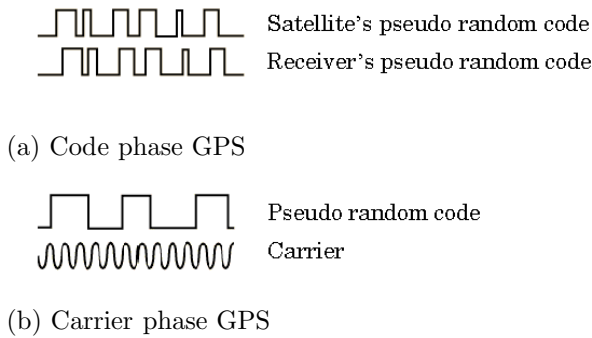 Satellite's pseudo random code
Receiver's pseudo random code
(a) Code phase GPS
Pseudo random code
Carrier
(b) Carrier phase GPS